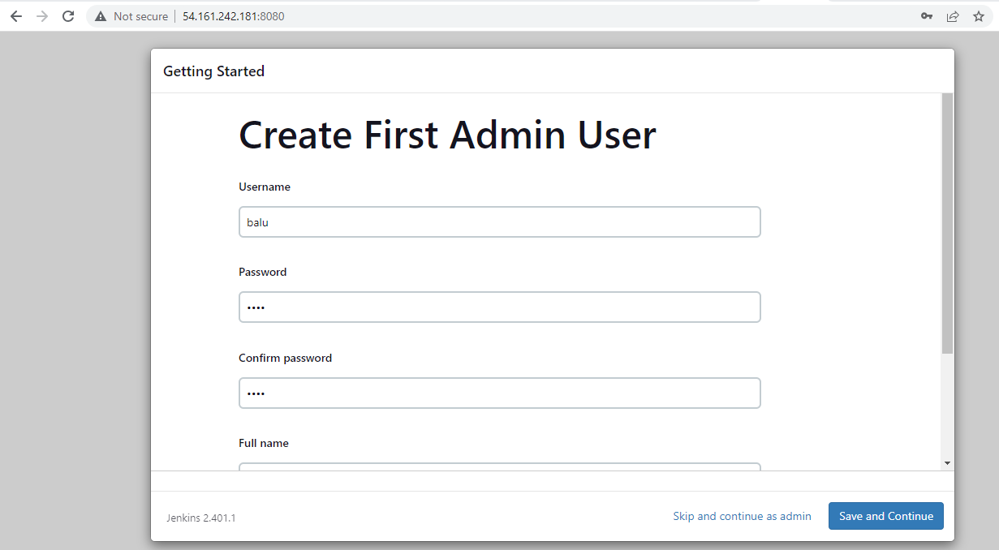 Not secure | 54.161.242.181:8080
Getting Started
Create First Admin User
Username
balu
Password
••••
Confirm password
••••
Full name
Jenkins 2.401.1
Skip and continue as admin
Save and Continue